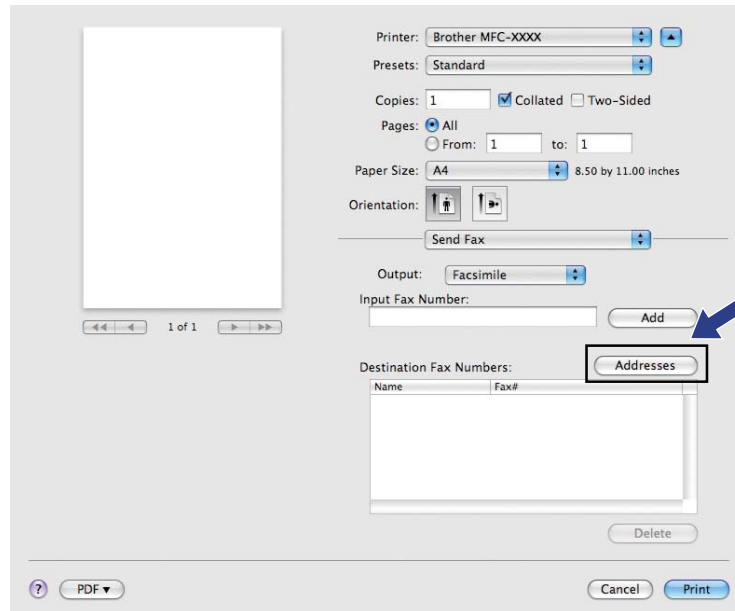 Printer: Brother MFC-XXXX
Presets: Standard
Copies: 1 Collated Two-Sided
Pages: All
From: 1 to: 1
Paper Size: A4 8.50 by 11.00 inches
Orientation:
Send Fax
Output: Facsimile
Input Fax Number:
Add
1 of 1
Destination Fax Numbers: Addresses
Name Fax#
Delete
? PDF Cancel Print